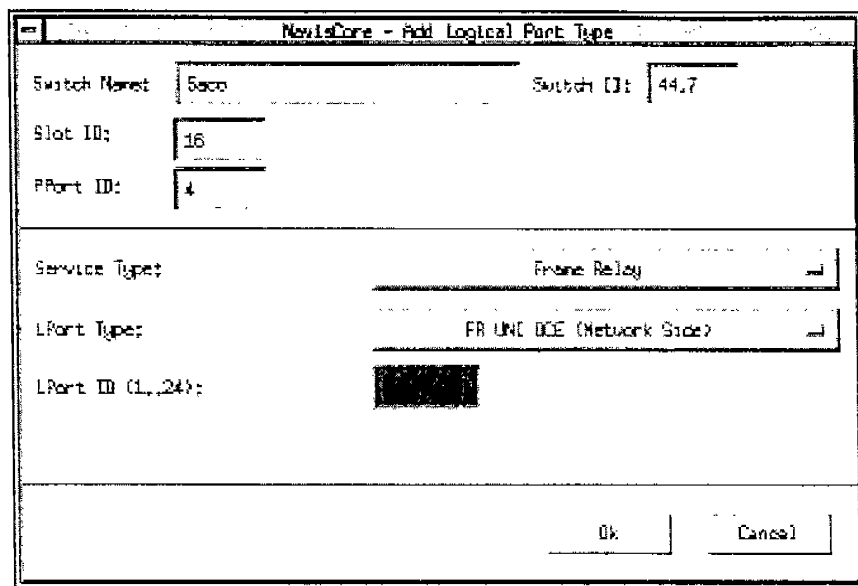 NavisCore - Add Logical Port Type
Switch Name: Saco Switch ID: 44.7
Slot ID: 16
PPort ID: 4
Service Type: Frame Relay
LPort Type: FR UNI DCE (Network Side)
LPort ID (1..24):
Ok Cancel